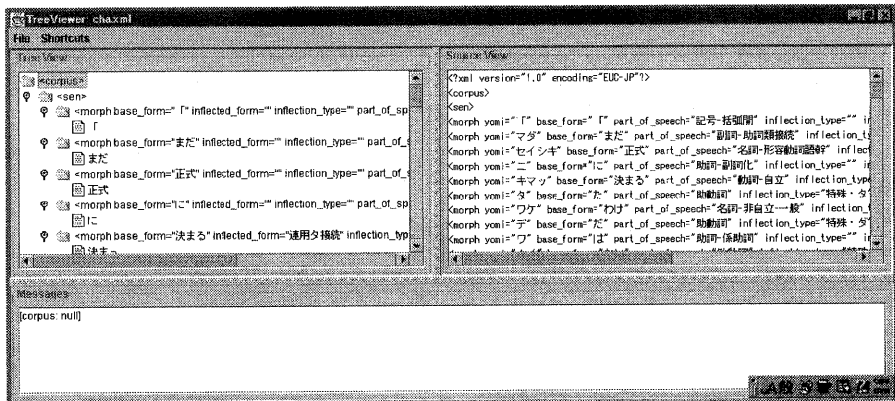 TreeViewer: cha.xml
File Shortcuts
Tree View
<corpus>
<sen>
<morph base_form="「" inflected_form="" inflection_type="" part_of_sp
「
<morph base_form="まだ" inflected_form="" inflection_type="" part_of_
まだ
<morph base_form="正式" inflected_form="" inflection_type="" part_of_
正式
<morph base_form="に" inflected_form="" inflection_type="" part_of_sp
に
<morph base_form="決まる" inflected_form="連用タ接続" inflection_typ
決まっ
Source View
<?xml version="1.0" encoding="EUC-JP"?>
<corpus>
<sen>
<morph yomi="「" base_form="「" part_of_speech="記号-括弧開" inflection_type="" in
<morph yomi="マダ" base_form="まだ" part_of_speech="副詞-助詞類接続" inflection_t
<morph yomi="セイシキ" base_form="正式" part_of_speech="名詞-形容動詞語幹" inflect
<morph yomi="ニ" base_form="に" part_of_speech="助詞-副詞化" inflection_type="" i
<morph yomi="キマッ" base_form="決まる" part_of_speech="動詞-自立" inflection_type
<morph yomi="タ" base_form="た" part_of_speech="助動詞" inflection_type="特殊・タ
<morph yomi="ワケ" base_form="わけ" part_of_speech="名詞-非自立-一般" inflection_
<morph yomi="デ" base_form="だ" part_of_speech="助動詞" inflection_type="特殊・ダ
<morph yomi="ワ" base_form="は" part_of_speech="助詞-係助詞" inflection_type="" i
Messages
[corpus: null]